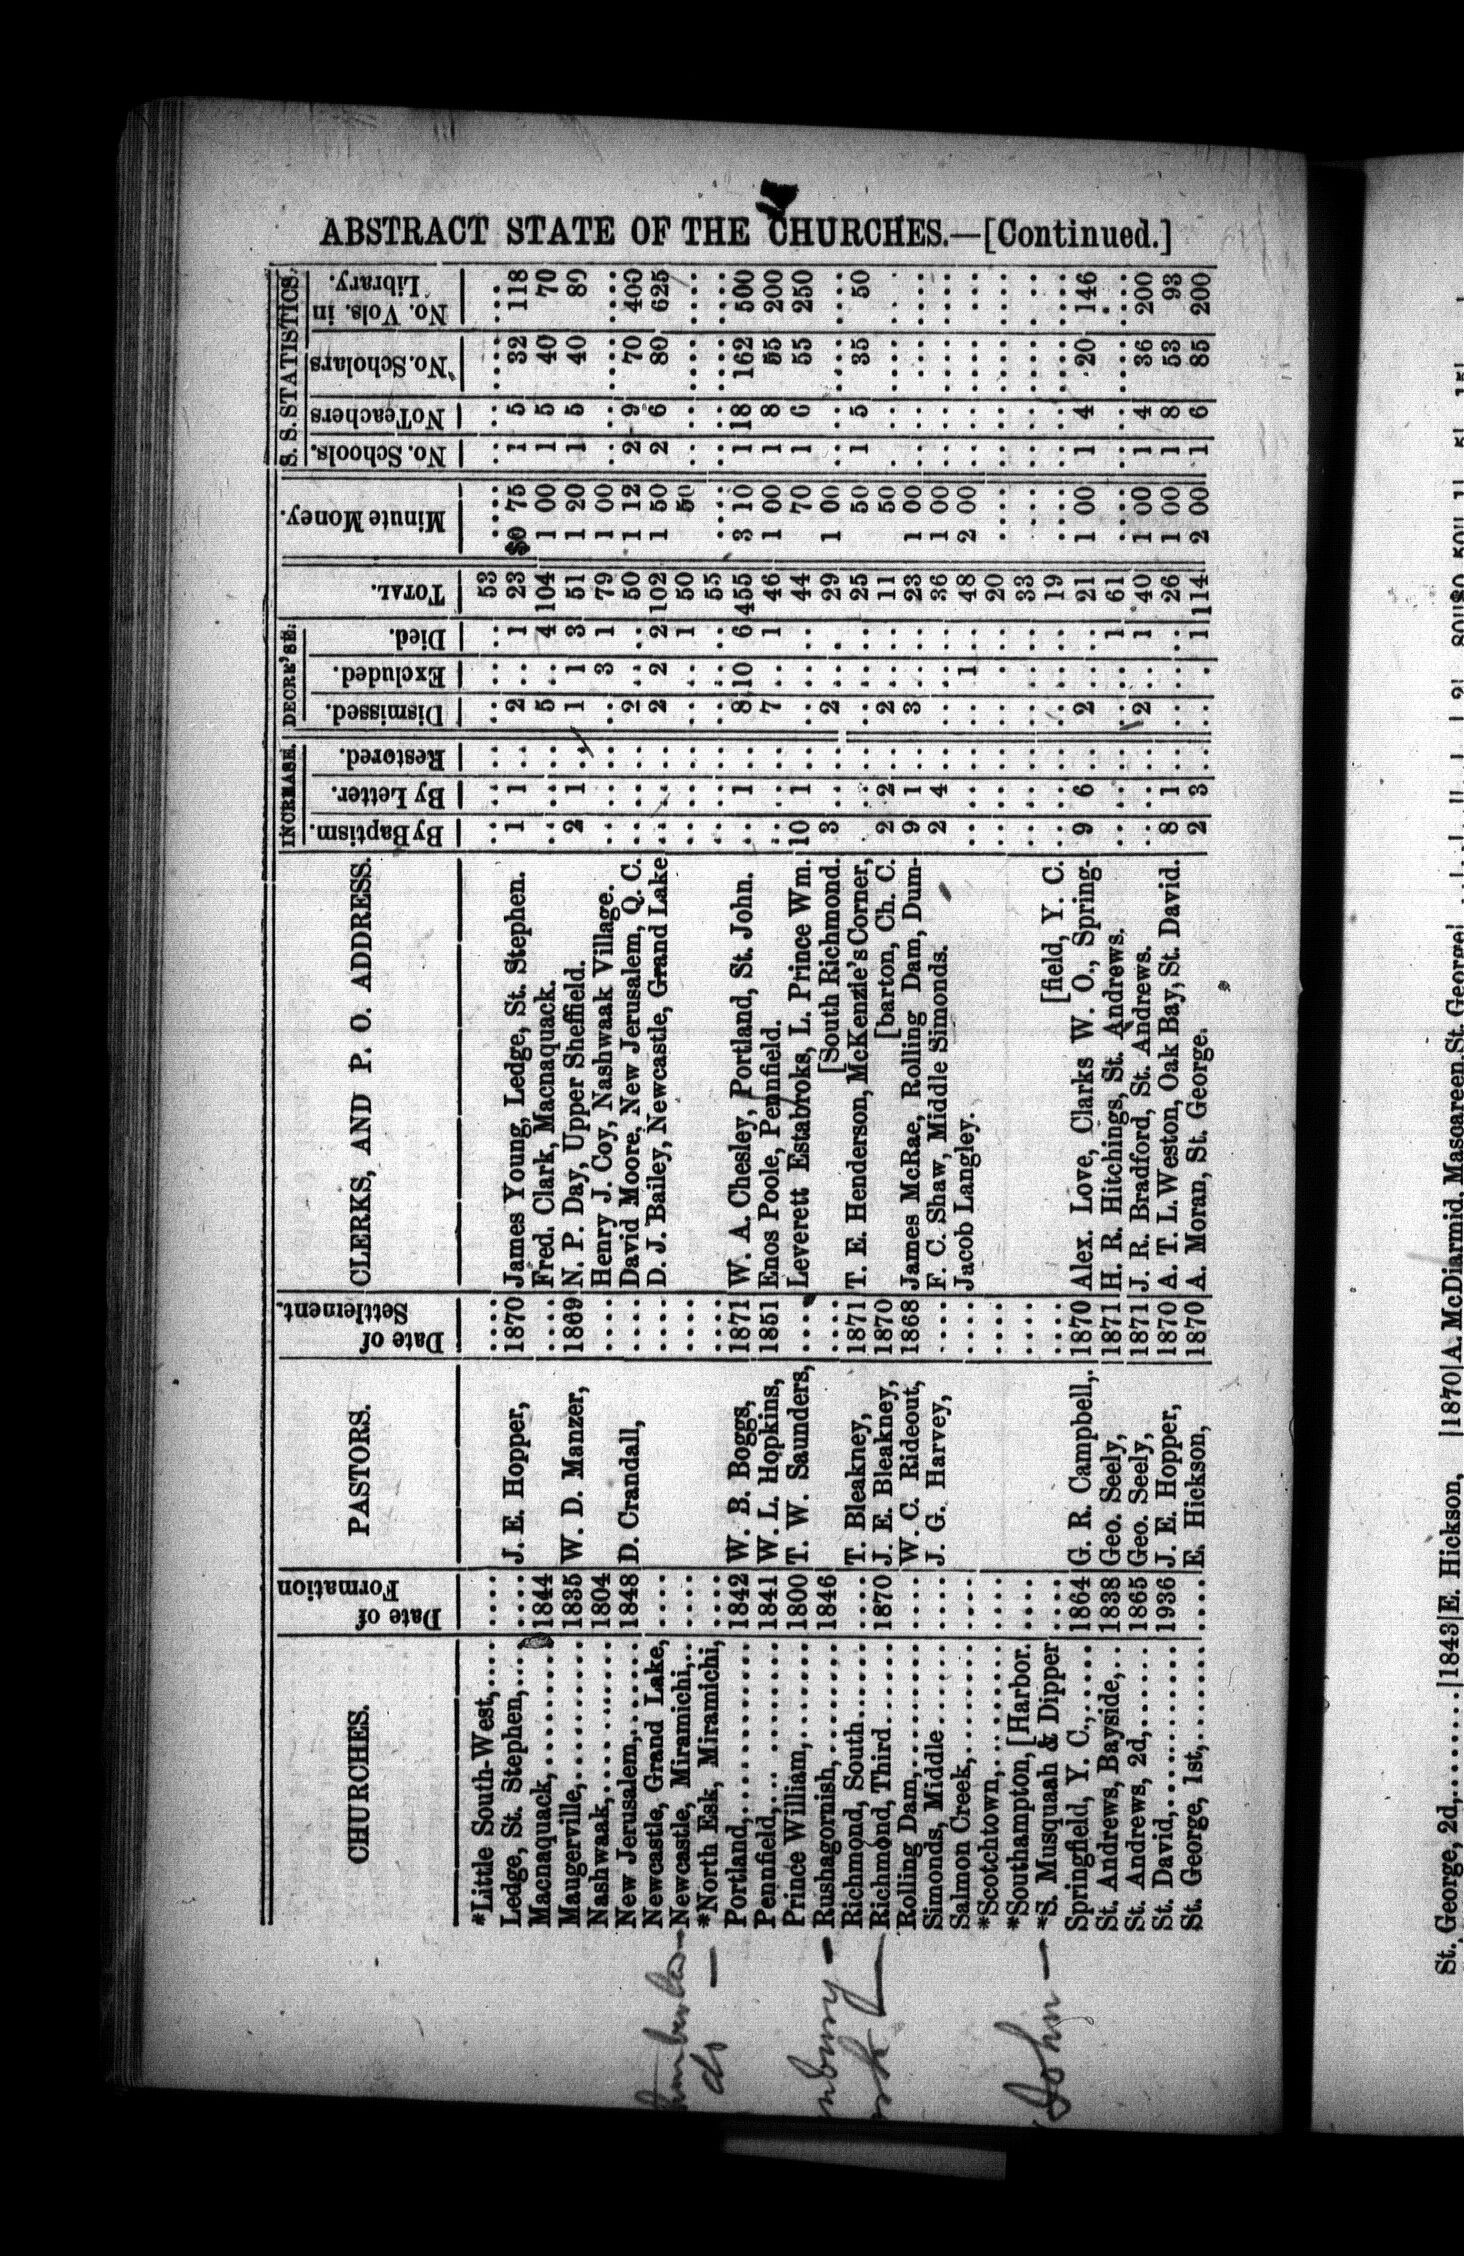 ABSTRACT STATE OF THE CHURCHES.—[Continued.]
CHURCHES. | Date of Formation | PASTORS. | Date of Settlement. | CLERKS, AND P. O. ADDRESS. | INCREASE. By Baptism. | By Letter. | Restored. | DECRE'SE. Dismissed. | Excluded. | Died. | TOTAL. | Minute Money. | S. S. STATISTICS. No. Schools. | No Teachers | No. Scholars | No. Vols. in Library.
*Little South-West,.... | .... | | .... | | .. | .. | .. | .. | .. | .. | 53 | .... | .. | .. | .... | ....
Ledge, St. Stephen,.... | .... | J. E. Hopper, | 1870 | James Young, Ledge, St. Stephen. | 1 | 1 | .. | 2 | .. | 1 | 23 | $0 75 | 1 | 5 | 32 | 118
Macnaquack,.......... | 1844 | | .... | Fred. Clark, Macnaquack. | .. | .. | .. | 5 | .. | 4 | 104 | 1 00 | 1 | 5 | 40 | 70
Maugerville,.......... | 1835 | W. D. Manzer, | 1869 | N. P. Day, Upper Sheffield. | 2 | 1 | .. | 1 | 1 | 3 | 51 | 1 20 | 1 | 5 | 40 | 80
Nashwaak,.......... | 1804 | | .... | Henry J. Coy, Nashwaak Village. | .. | .. | .. | .. | 3 | 1 | 79 | 1 00 | .. | .. | .... | ....
New Jerusalem,....... | 1848 | D. Crandall, | .... | David Moore, New Jerusalem, Q. C. | .. | .. | .. | 2 | .. | .. | 50 | 1 12 | 2 | 9 | 70 | 400
Newcastle, Grand Lake, | .... | | .... | D. J. Bailey, Newcastle, Grand Lake | .. | .. | .. | 2 | 2 | 2 | 102 | 1 50 | 2 | 6 | 80 | 625
Newcastle, Miramichi,.. | .... | | .... | | .. | .. | .. | .. | .. | 1 | 50 | 50 | .. | .. | .... | ....
*North Esk, Miramichi, | .... | | .... | | .. | .. | .. | .. | .. | .. | 55 | .... | .. | .. | .... | ....
Portland,............ | 1842 | W. B. Boggs, | 1871 | W. A. Chesley, Portland, St. John. | .. | 1 | .. | 8 | 10 | 6 | 455 | 3 10 | 1 | 18 | 162 | 500
Pennfield,............ | 1841 | W. L. Hopkins, | 1851 | Enos Poole, Pennfield. | .. | .. | .. | 7 | .. | 1 | 46 | 1 00 | 1 | 8 | 55 | 200
Prince William,........ | 1800 | T. W. Saunders, | .... | Leverett Estabroks, L. Prince Wm. | 10 | 1 | .. | .. | .. | .. | 44 | 70 | 1 | 6 | 55 | 250
Rushagornish,......... | 1846 | | .... | [South Richmond. | 3 | .. | .. | 2 | .. | .. | 29 | 1 00 | .. | .. | .... | ....
Richmond, South....... | .... | T. Bleakney, | 1871 | T. E. Henderson, McKenzie's Corner, | | .. | .. | .. | .. | .. | 25 | 50 | 1 | 5 | 35 | 50
Richmond, Third....... | 1870 | J. E. Bleakney, | 1870 | [barton, Ch. C. | 2 | 2 | .. | 2 | .. | .. | 11 | 50 | .. | .. | .... | ....
Rolling Dam,.......... | .... | W. C. Rideout, | 1868 | James McRae, Rolling Dam, Dum- | 9 | 1 | .. | 3 | .. | .. | 23 | 1 00 | .. | .. | .... | ....
Simonds, Middle....... | .... | J. G. Harvey, | .... | F. C. Shaw, Middle Simonds. | 2 | 4 | .. | .. | .. | .. | 36 | 1 00 | .. | .. | .... | ....
Salmon Creek,......... | .... | | .... | Jacob Langley. | .. | .. | .. | .. | 1 | .. | 48 | 2 00 | .. | .. | .... | ....
*Scotchtown,.......... | .... | | .... | | .. | .. | .. | .. | .. | .. | 20 | .... | .. | .. | .... | ....
*Southampton, [Harbor. | .... | | .... | | .. | .. | .. | .. | .. | .. | 33 | .... | .. | .. | .... | ....
*S. Musquash & Dipper | .... | | .... | [field, Y. C. | .. | .. | .. | .. | .. | .. | 19 | .... | .. | .. | .... | ....
Springfield, Y. C.,...... | 1864 | G. R. Campbell, | 1870 | Alex. Love, Clarks W. O., Spring- | 9 | 6 | .. | 2 | .. | .. | 21 | 1 00 | 1 | 4 | 20 | 146
St. Andrews, Bayside,.. | 1838 | Geo. Seely, | 1871 | H. R. Hitchings, St. Andrews. | .. | .. | .. | .. | .. | 1 | 61 | .... | .. | .. | .... | ....
St. Andrews, 2d,....... | 1865 | Geo. Seely, | 1871 | J. R. Bradford, St. Andrews. | .. | .. | .. | 2 | .. | 1 | 40 | 1 00 | 1 | 4 | 36 | 200
St. David,............ | 1936 | J. E. Hopper, | 1870 | A. T. L. Weston, Oak Bay, St. David. | 8 | 1 | .. | .. | .. | .. | 26 | 1 00 | 1 | 8 | 53 | 93
St. George, 1st,........ | .... | E. Hickson, | 1870 | A. Moran, St. George. | 2 | 3 | .. | .. | .. | 1 | 114 | 2 00 | 1 | 6 | 85 | 200
do
John
St. George, 2d,........ | 1843 | E. Hickson, | 1870 | A. McDiarmid, Mascareen, St. George